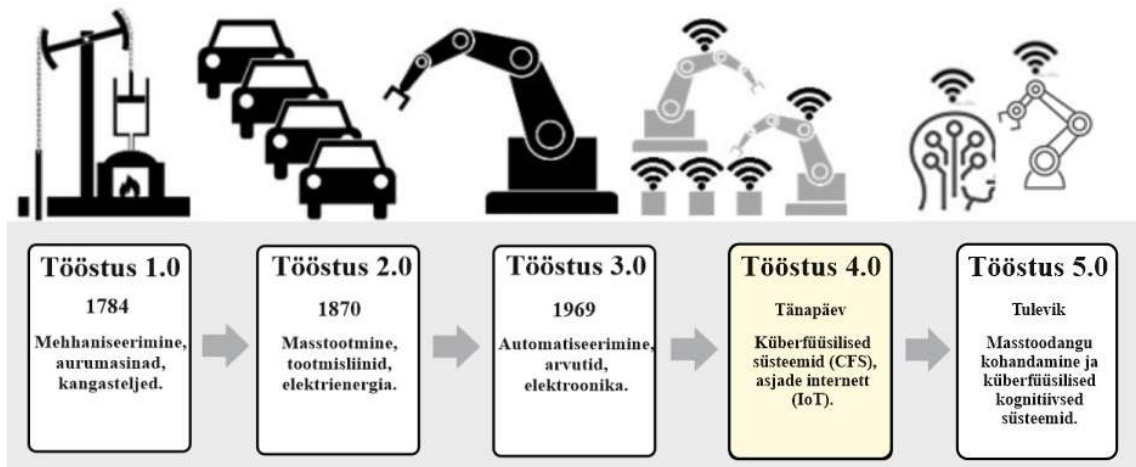 Tööstus 1.0
1784
Mehhaniseerimine,
aurumasinad,
kangasteljed.
Tööstus 2.0
1870
Masstootmine,
tootmisliinid,
elektrienergia.
Tööstus 3.0
1969
Automatiseerimine,
arvutid,
elektroonika.
Tööstus 4.0
Tänapäev
Küberfüüsilised
süsteemid (CFS),
asjade internett
(IoT).
Tööstus 5.0
Tulevik
Masstoodangu
kohandamine ja
küberfüüsilised
kognitiivsed
süsteemid.